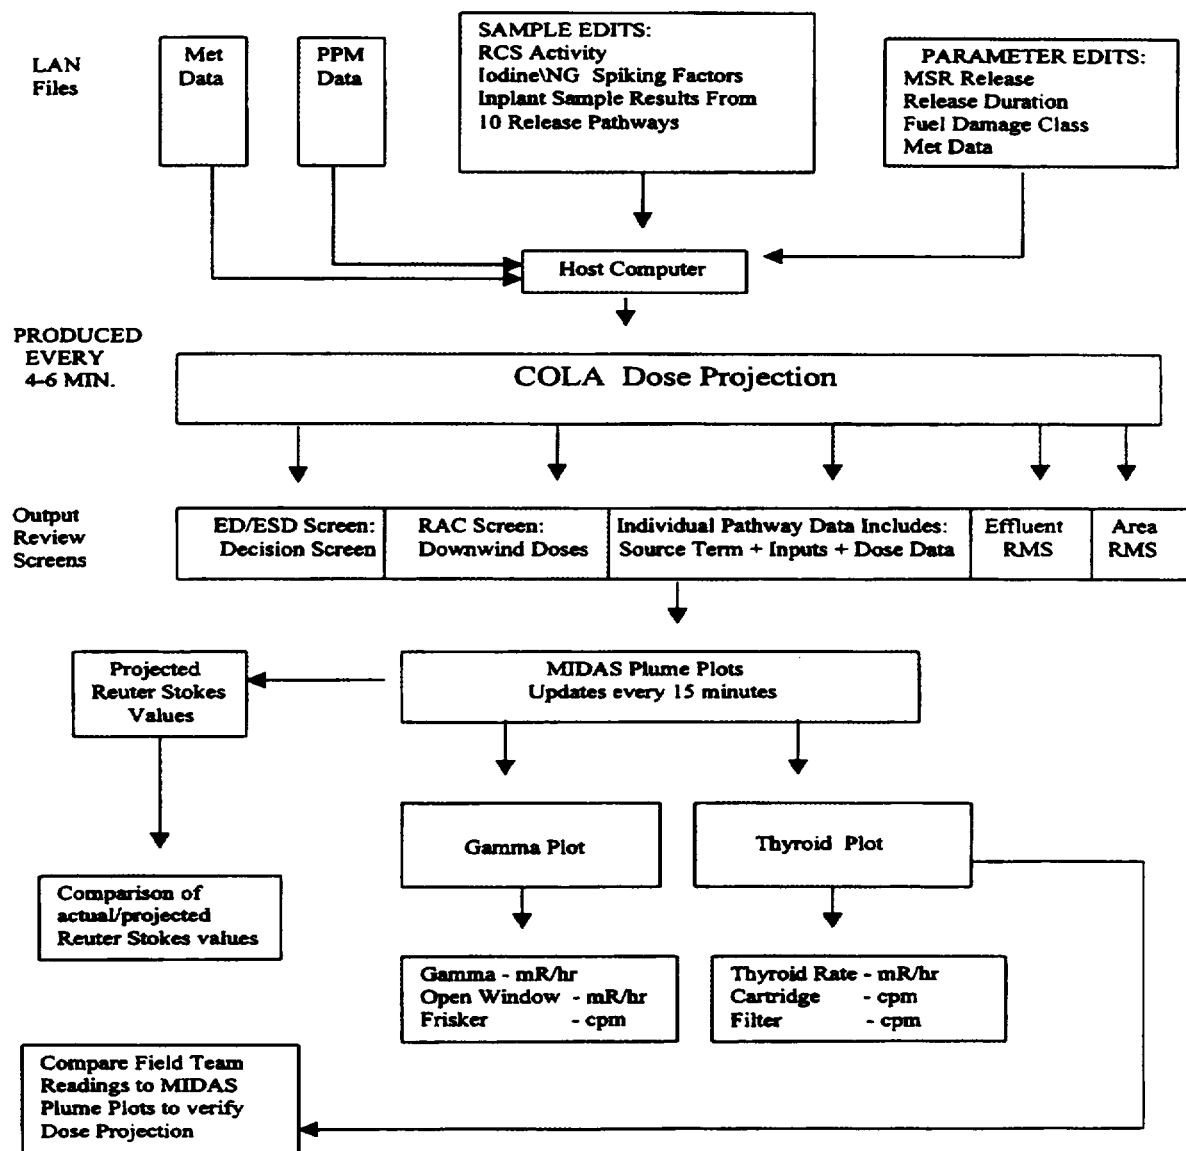 LAN
Files
Met
Data
PPM
Data
SAMPLE EDITS:
RCS Activity
Iodine\NG Spiking Factors
Inplant Sample Results From
10 Release Pathways
PARAMETER EDITS:
MSR Release
Release Duration
Fuel Damage Class
Met Data
Host Computer
PRODUCED
EVERY
4-6 MIN.
COLA Dose Projection
Output
Review
Screens
ED/ESD Screen:
Decision Screen
RAC Screen:
Downwind Doses
Individual Pathway Data Includes:
Source Term + Inputs + Dose Data
Effluent
RMS
Area
RMS
Projected
Reuter Stokes
Values
MIDAS Plume Plots
Updates every 15 minutes
Gamma Plot
Thyroid Plot
Comparison of
actual/projected
Reuter Stokes values
Gamma - mR/hr
Open Window - mR/hr
Frisker - cpm
Thyroid Rate - mR/hr
Cartridge - cpm
Filter - cpm
Compare Field Team
Readings to MIDAS
Plume Plots to verify
Dose Projection